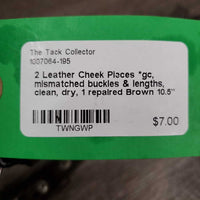 The Tack Collector
1037064-195
2 Leather Cheek Pieces *gc,
mismatched buckles & lengths,
clean, dry, 1 repaired Brown 10.5"
TWNGWP
$7.00